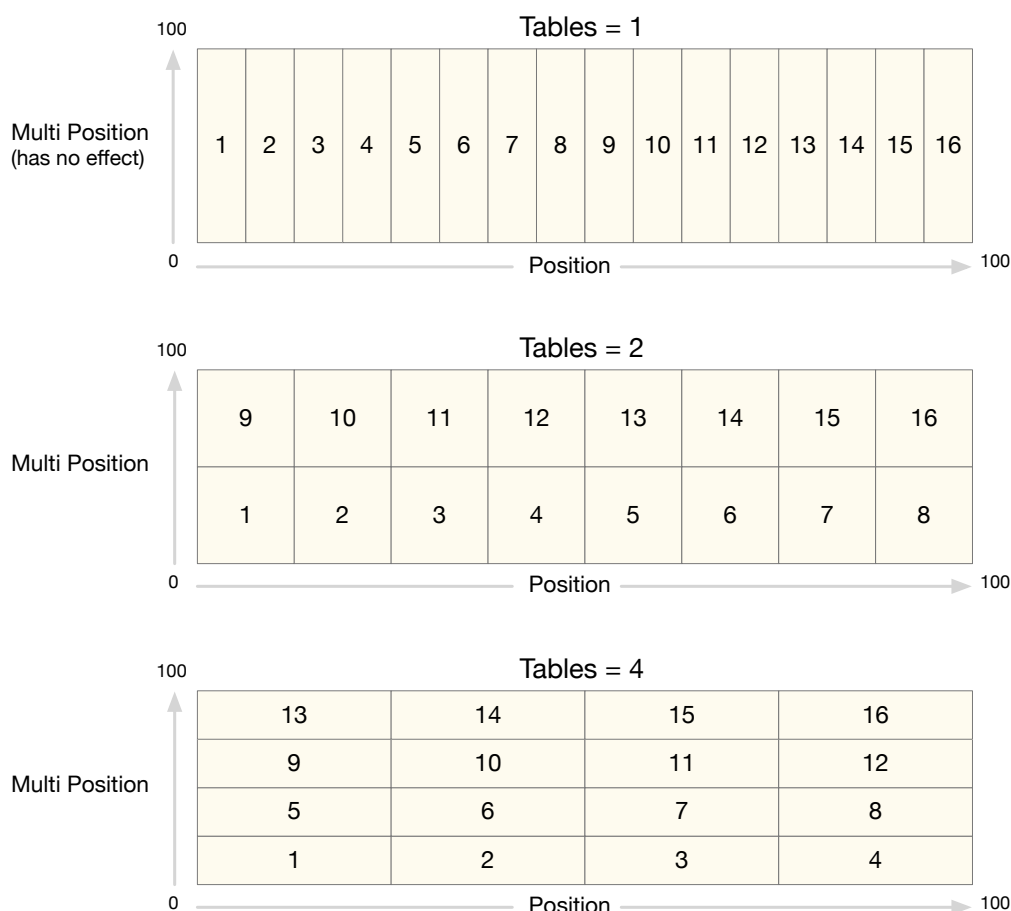 Tables = 1
100
Multi Position
(has no effect)
1 2 3 4 5 6 7 8 9 10 11 12 13 14 15 16
0 Position 100
Tables = 2
100
9 10 11 12 13 14 15 16
Multi Position
1 2 3 4 5 6 7 8
0 Position 100
Tables = 4
100
13 14 15 16
9 10 11 12
Multi Position
5 6 7 8
1 2 3 4
0 Position 100